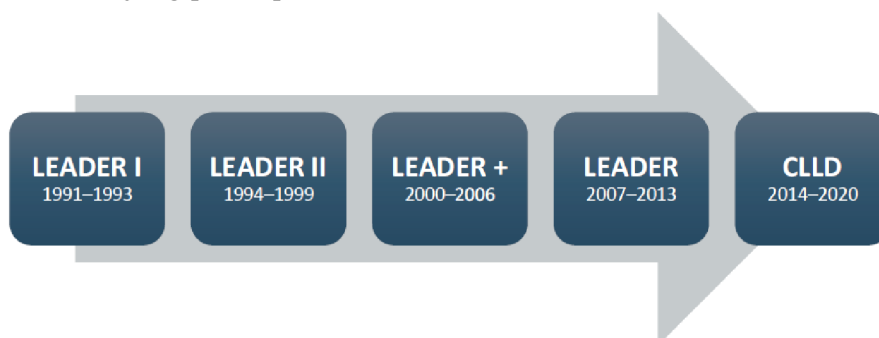 LEADER I
1991–1993
LEADER II
1994–1999
LEADER +
2000–2006
LEADER
2007–2013
CLLD
2014–2020